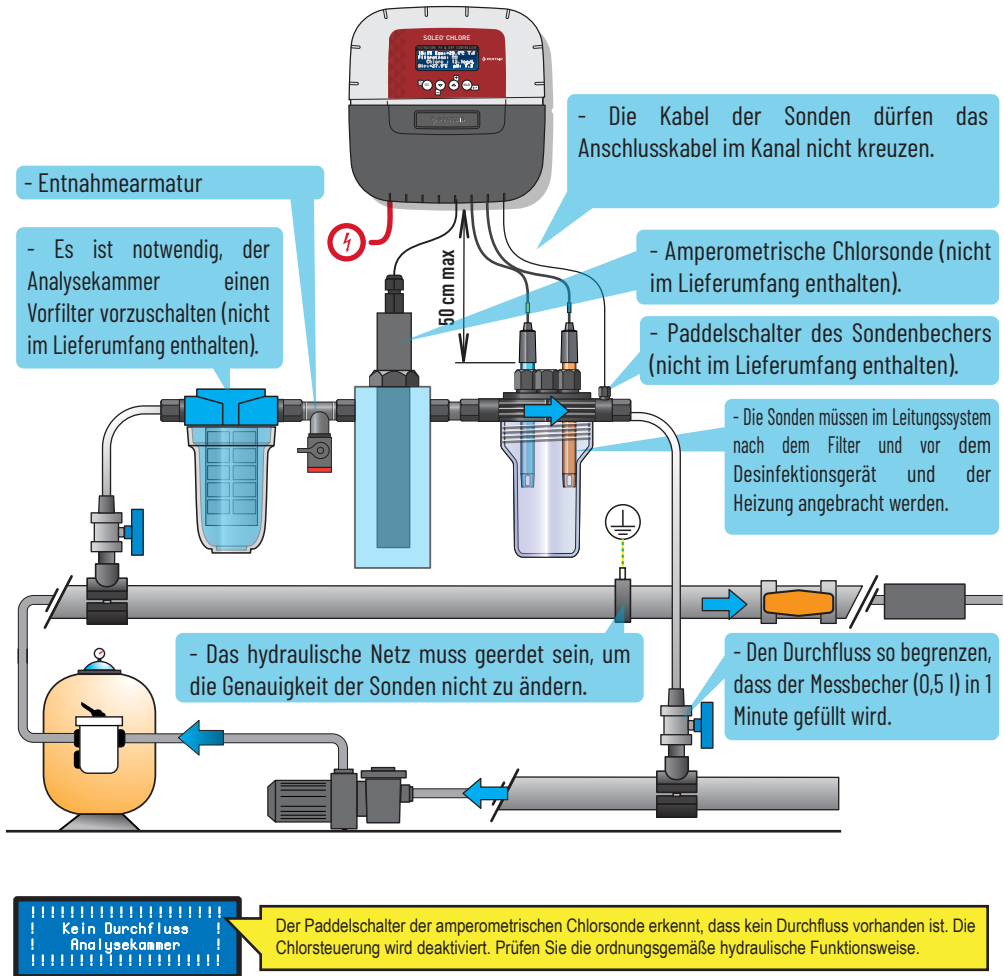 SOLEO² CHLORE
PENTAIR
- Die Kabel der Sonden dürfen das
Anschlusskabel im Kanal nicht kreuzen.
- Entnahmearmatur
- Es ist notwendig, der
Analysekammer einen
Vorfilter vorzuschalten (nicht
im Lieferumfang enthalten).
50 cm max
- Amperometrische Chlorsonde (nicht
im Lieferumfang enthalten).
- Paddelschalter des Sondenbechers
(nicht im Lieferumfang enthalten).
- Die Sonden müssen im Leitungssystem
nach dem Filter und vor dem
Desinfektionsgerät und der
Heizung angebracht werden.
- Das hydraulische Netz muss geerdet sein, um
die Genauigkeit der Sonden nicht zu ändern.
- Den Durchfluss so begrenzen,
dass der Messbecher (0,5 l) in 1
Minute gefüllt wird.
!!!!!!!!!!!!!!!!!!!!
! Kein Durchfluss !
! Analysekammer !
!!!!!!!!!!!!!!!!!!!!
Der Paddelschalter der amperometrischen Chlorsonde erkennt, dass kein Durchfluss vorhanden ist. Die
Chlorsteuerung wird deaktiviert. Prüfen Sie die ordnungsgemäße hydraulische Funktionsweise.